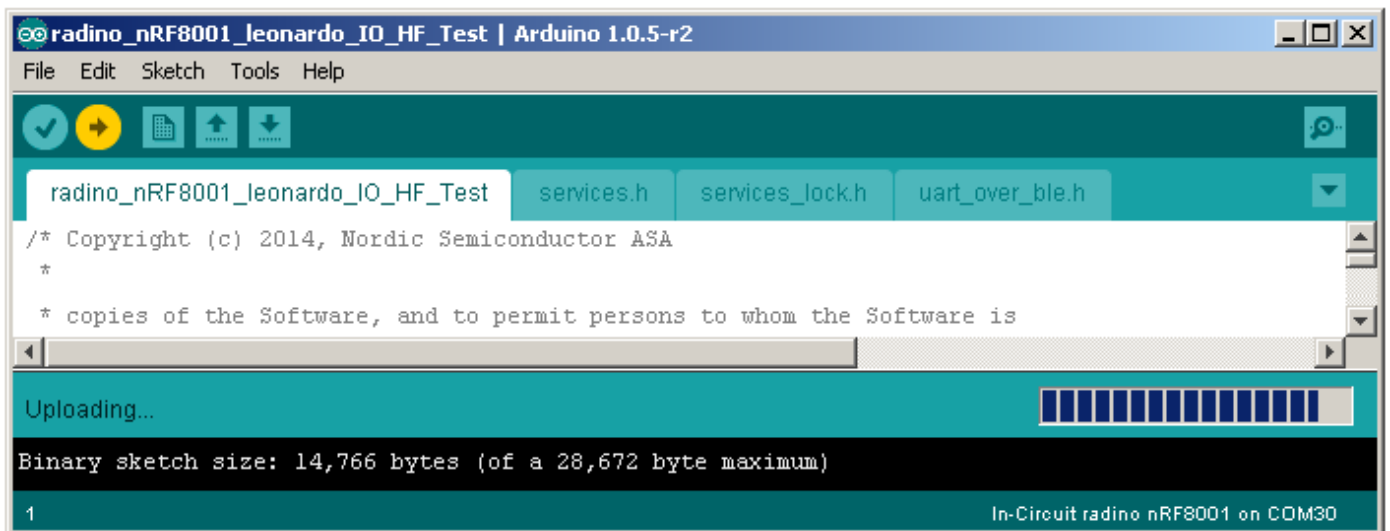 radino_nRF8001_leonardo_IO_HF_Test | Arduino 1.0.5-r2
File Edit Sketch Tools Help
radino_nRF8001_leonardo_IO_HF_Test services.h services_lock.h uart_over_ble.h
/* Copyright (c) 2014, Nordic Semiconductor ASA
*
* copies of the Software, and to permit persons to whom the Software is
Uploading...
Binary sketch size: 14,766 bytes (of a 28,672 byte maximum)
1 In-Circuit radino nRF8001 on COM30